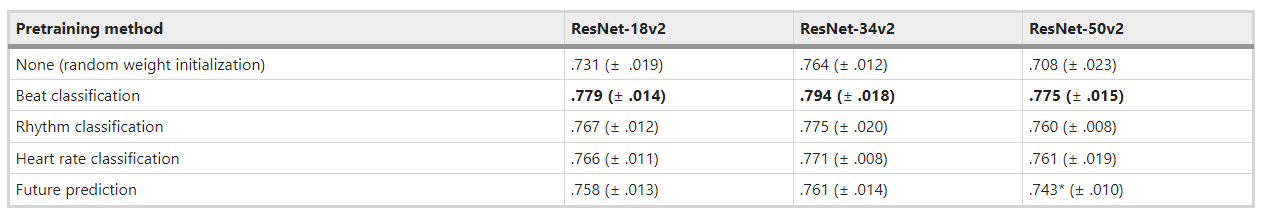 Pretraining method ResNet-18v2 ResNet-34v2 ResNet-50v2
None (random weight initialization) .731 (±  .019) .764 (± .012) .708 (± .023)
Beat classification .779 (± .014) .794 (± .018) .775 (± .015)
Rhythm classification .767 (± .012) .775 (± .020) .760 (± .008)
Heart rate classification .766 (± .011) .771 (± .008) .761 (± .019)
Future prediction .758 (± .013) .761 (± .014) .743* (± .010)